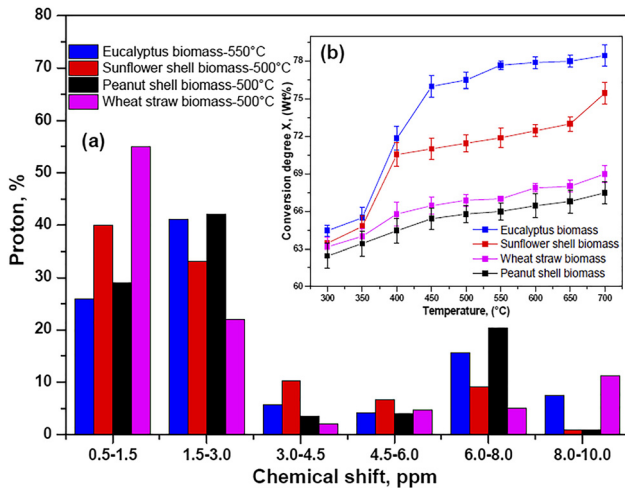 Eucalyptus biomass-550°C
Sunflower shell biomass-500°C
Peanut shell biomass-500°C
Wheat straw biomass-500°C
(a)
Proton, %
80
70
60
50
40
30
20
10
0
0.5-1.5 1.5-3.0 3.0-4.5 4.5-6.0 6.0-8.0 8.0-10.0
Chemical shift, ppm
(b)
Conversion degree X, (Wt%)
78
75
72
69
66
63
60
Eucalyptus biomass
Sunflower shell biomass
Wheat straw biomass
Peanut shell biomass
300 350 400 450 500 550 600 650 700
Temperature, (°C)